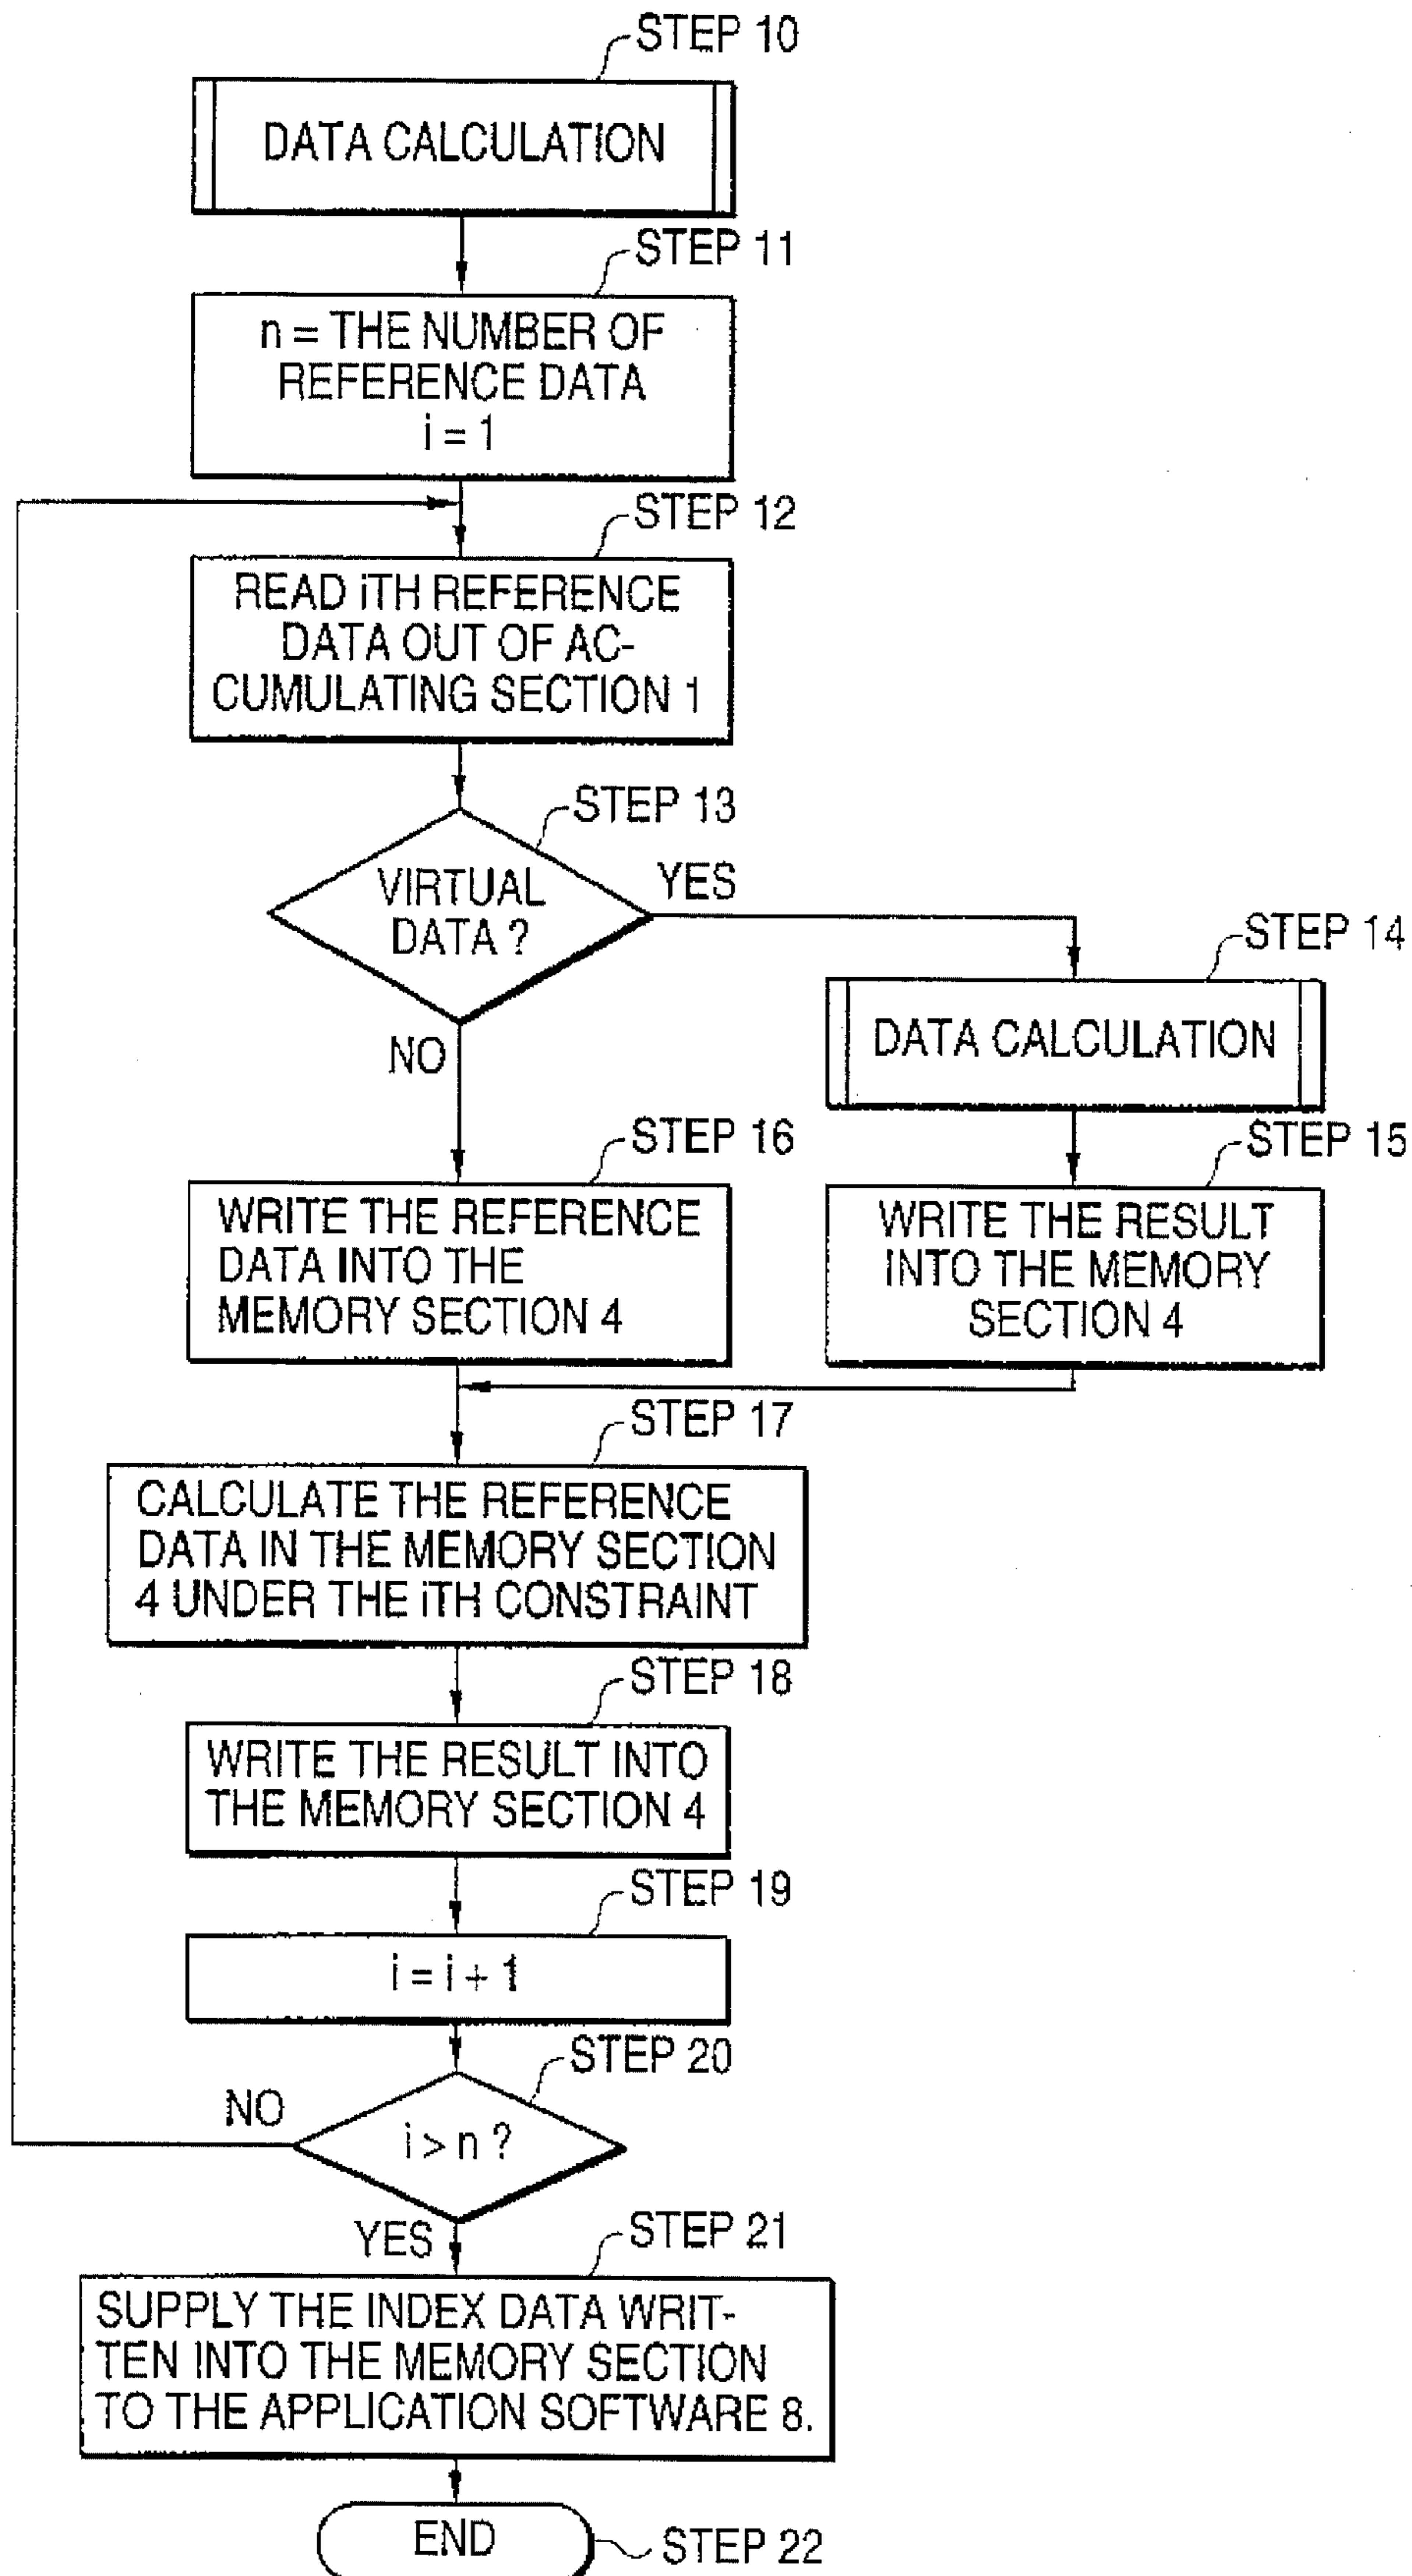 STEP 10
DATA CALCULATION
STEP 11
n = THE NUMBER OF
REFERENCE DATA
i = 1
STEP 12
READ iTH REFERENCE
DATA OUT OF AC-
CUMULATING SECTION 1
STEP 13
VIRTUAL
DATA ?
YES
NO
STEP 14
DATA CALCULATION
STEP 15
WRITE THE RESULT
INTO THE MEMORY
SECTION 4
STEP 16
WRITE THE REFERENCE
DATA INTO THE
MEMORY SECTION 4
STEP 17
CALCULATE THE REFERENCE
DATA IN THE MEMORY SECTION
4 UNDER THE iTH CONSTRAINT
STEP 18
WRITE THE RESULT INTO
THE MEMORY SECTION 4
STEP 19
i = i + 1
STEP 20
NO
i > n ?
YES
STEP 21
SUPPLY THE INDEX DATA WRIT-
TEN INTO THE MEMORY SECTION
TO THE APPLICATION SOFTWARE 8.
END
STEP 22